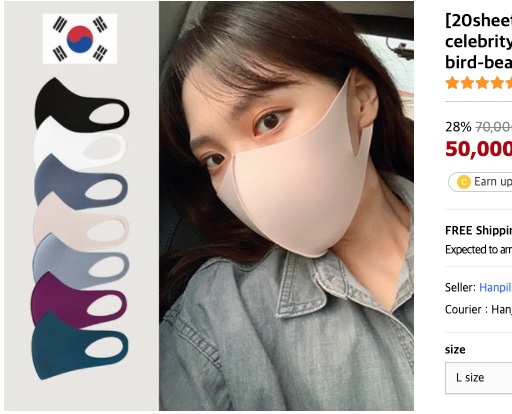 [20sheet
celebrity
bird-bea
28% 70,00
50,000
Earn up
FREE Shippin
Expected to arr
Seller: Hanpil
Courier : Han
size
L size